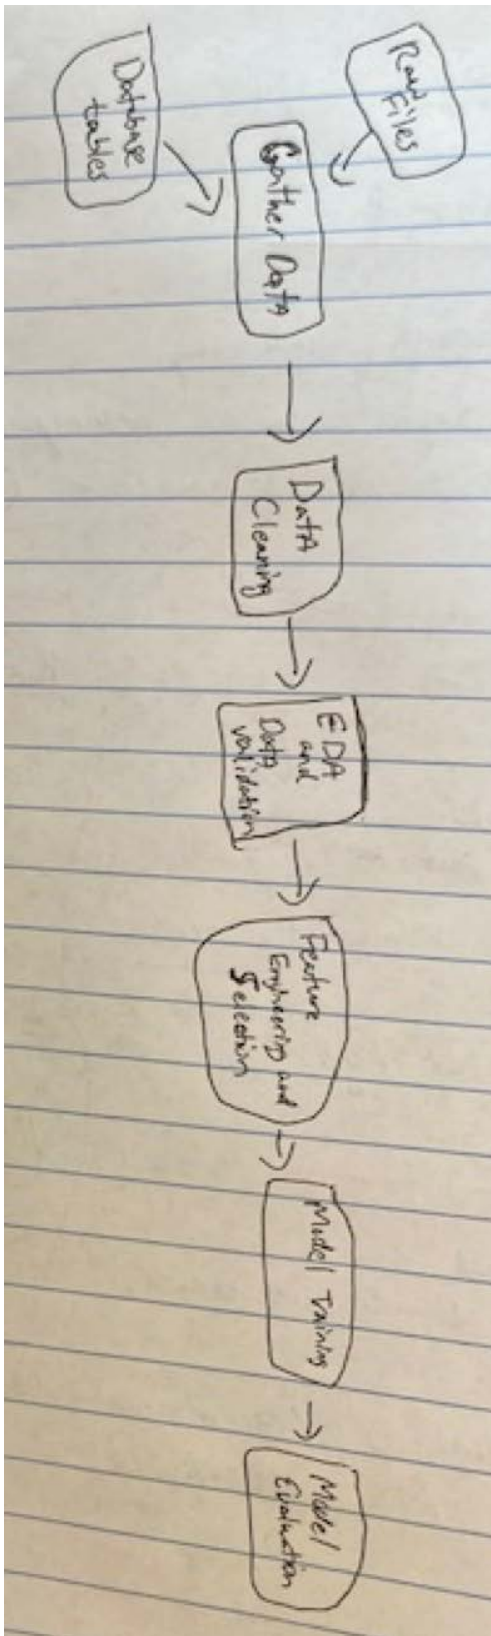 Raw
Files
Database
tables
Gather Data
Data
Cleaning
EDA
and
Data
validation
Feature
Engineering and
Selection
Modell Training
Model
Evaluation